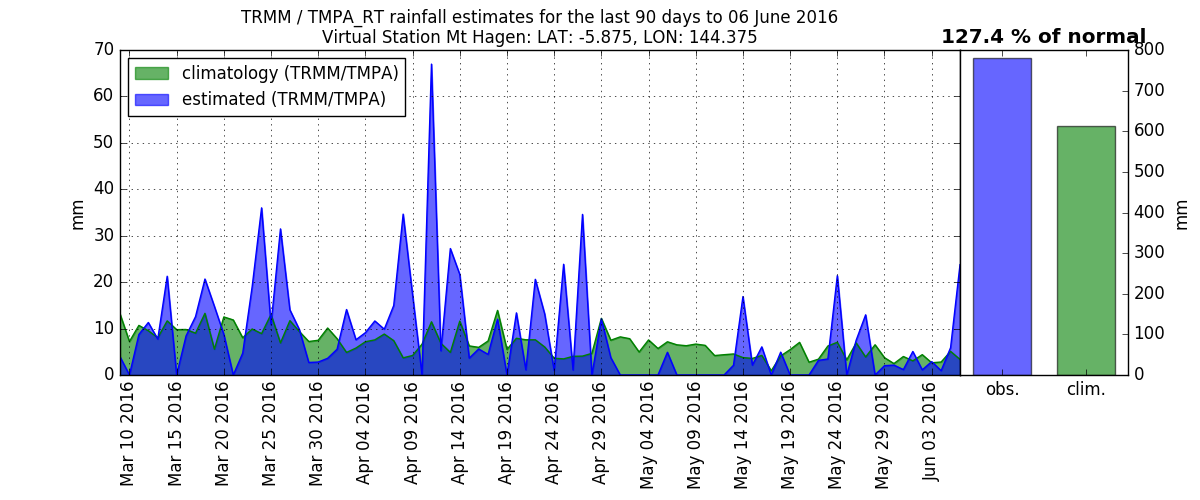 TRMM / TMPA_RT rainfall estimates for the last 90 days to 06 June 2016
Virtual Station Mt Hagen: LAT: -5.875, LON: 144.375
127.4 % of normal
climatology (TRMM/TMPA)
estimated (TRMM/TMPA)
mm
70
60
50
40
30
20
10
0
Mar 10 2016
Mar 15 2016
Mar 20 2016
Mar 25 2016
Mar 30 2016
Apr 04 2016
Apr 09 2016
Apr 14 2016
Apr 19 2016
Apr 24 2016
Apr 29 2016
May 04 2016
May 09 2016
May 14 2016
May 19 2016
May 24 2016
May 29 2016
Jun 03 2016
obs.
clim.
800
700
600
500
400
300
200
100
0
mm